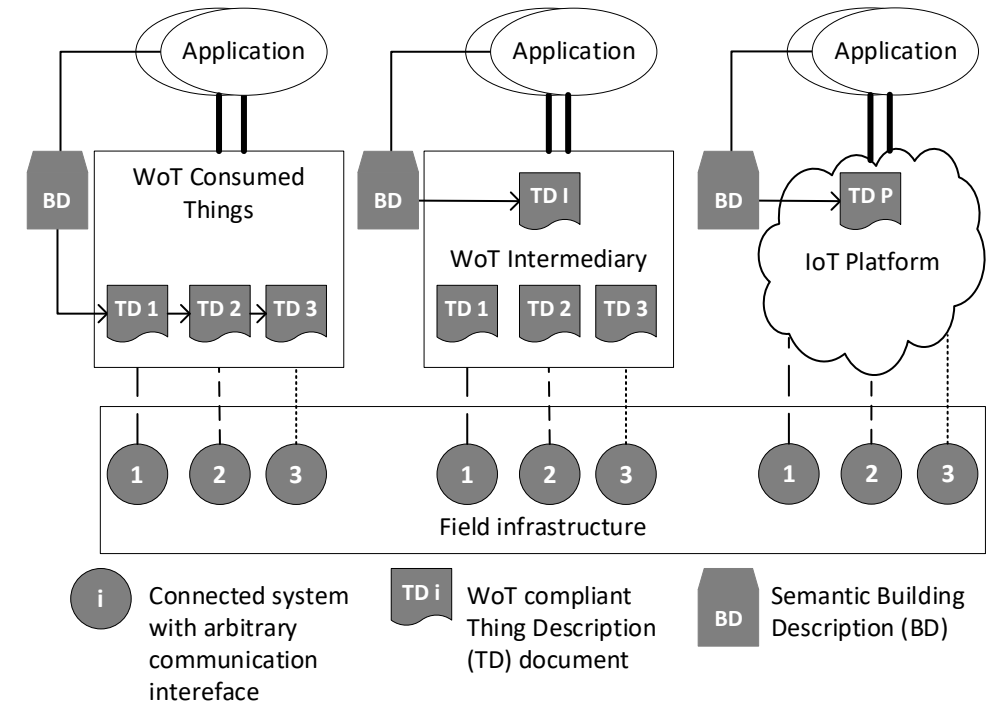 Application
Application
Application
BD
WoT Consumed
Things
TD 1
TD 2
TD 3
BD
TD I
WoT Intermediary
TD 1
TD 2
TD 3
BD
TD P
IoT Platform
1
2
3
1
2
3
1
2
3
Field infrastructure
i
Connected system
with arbitrary
communication
intereface
TD i
WoT compliant
Thing Description
(TD) document
BD
Semantic Building
Description (BD)